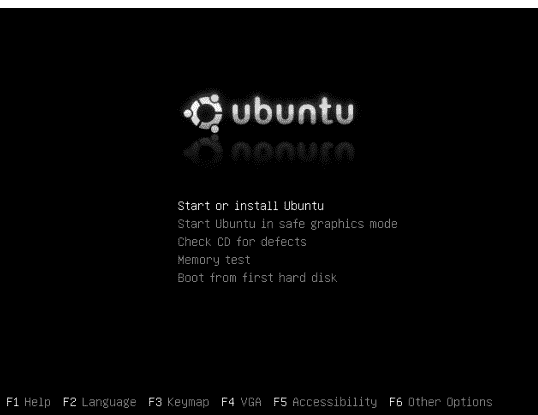 ubuntu
Start or install Ubuntu
Start Ubuntu in safe graphics mode
Check CD for defects
Memory test
Boot from first hard disk
F1 Help F2 Language F3 Keymap F4 VGA F5 Accessibility F6 Other Options